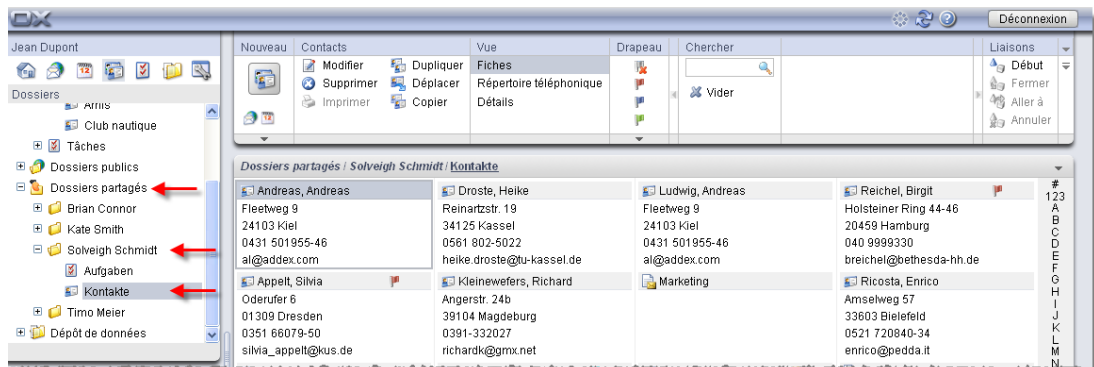 OX
Déconnexion
Jean Dupont
12
Dossiers
Amis
Club nautique
Tâches
Dossiers publics
Dossiers partagés
Brian Connor
Kate Smith
Solveigh Schmidt
Aufgaben
Kontakte
Timo Meier
Dépôt de données
Nouveau Contacts Vue Drapeau Chercher Liaisons
Modifier Dupliquer Fiches Début
Supprimer Déplacer Répertoire téléphonique Vider Fermer
Imprimer Copier Détails Aller à
12 Annuler
Dossiers partagés / Solveigh Schmidt / Kontakte
Andreas, Andreas
Fleetweg 9
24103 Kiel
0431 501955-46
al@addex.com
Droste, Heike
Reinartzstr. 19
34125 Kassel
0561 802-5022
heike.droste@tu-kassel.de
Ludwig, Andreas
Fleetweg 9
24103 Kiel
0431 501955-46
al@addex.com
Reichel, Birgit
Holsteiner Ring 44-46
20459 Hamburg
040 9999330
breichel@bethesda-hh.de
Appelt, Silvia
Oderufer 6
01309 Dresden
0351 66079-50
silvia_appelt@kus.de
Kleinewefers, Richard
Angerstr. 24b
39104 Magdeburg
0391-332027
richardk@gmx.net
Marketing
Ricosta, Enrico
Amselweg 57
33603 Bielefeld
0521 720840-34
enrico@pedda.it
#
123
A
B
C
D
E
F
G
H
I
J
K
L
M
N